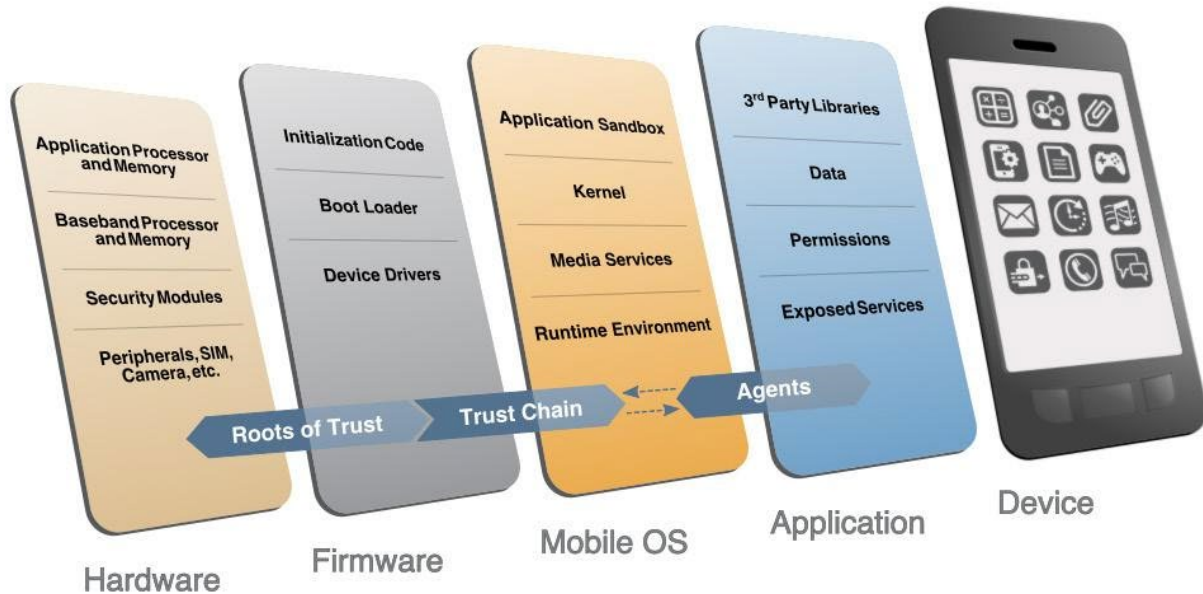 Application Processor
and Memory
Baseband Processor
and Memory
Security Modules
Peripherals, SIM,
Camera, etc.
Hardware
Initialization Code
Boot Loader
Device Drivers
Firmware
Application Sandbox
Kernel
Media Services
Runtime Environment
Mobile OS
3rd Party Libraries
Data
Permissions
Exposed Services
Application
Roots of Trust
Trust Chain
Agents
Device